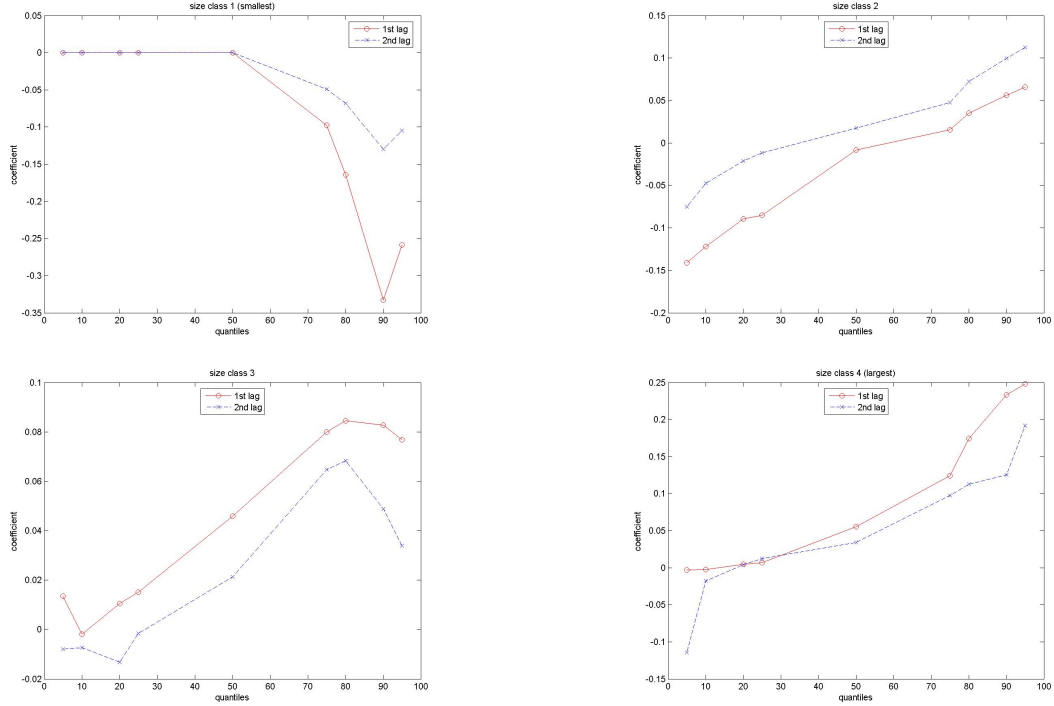 size class 1 (smallest)
0.05
0
-0.05
-0.1
-0.15
-0.2
-0.25
-0.3
-0.35
coefficient
1st lag
2nd lag
0 10 20 30 40 50 60 70 80 90 100
quantiles
size class 2
0.15
0.1
0.05
0
-0.05
-0.1
-0.15
-0.2
coefficient
1st lag
2nd lag
0 10 20 30 40 50 60 70 80 90 100
quantiles
size class 3
0.1
0.08
0.06
0.04
0.02
0
-0.02
coefficient
1st lag
2nd lag
0 10 20 30 40 50 60 70 80 90 100
quantiles
size class 4 (largest)
0.25
0.2
0.15
0.1
0.05
0
-0.05
-0.1
-0.15
coefficient
1st lag
2nd lag
0 10 20 30 40 50 60 70 80 90 100
quantiles